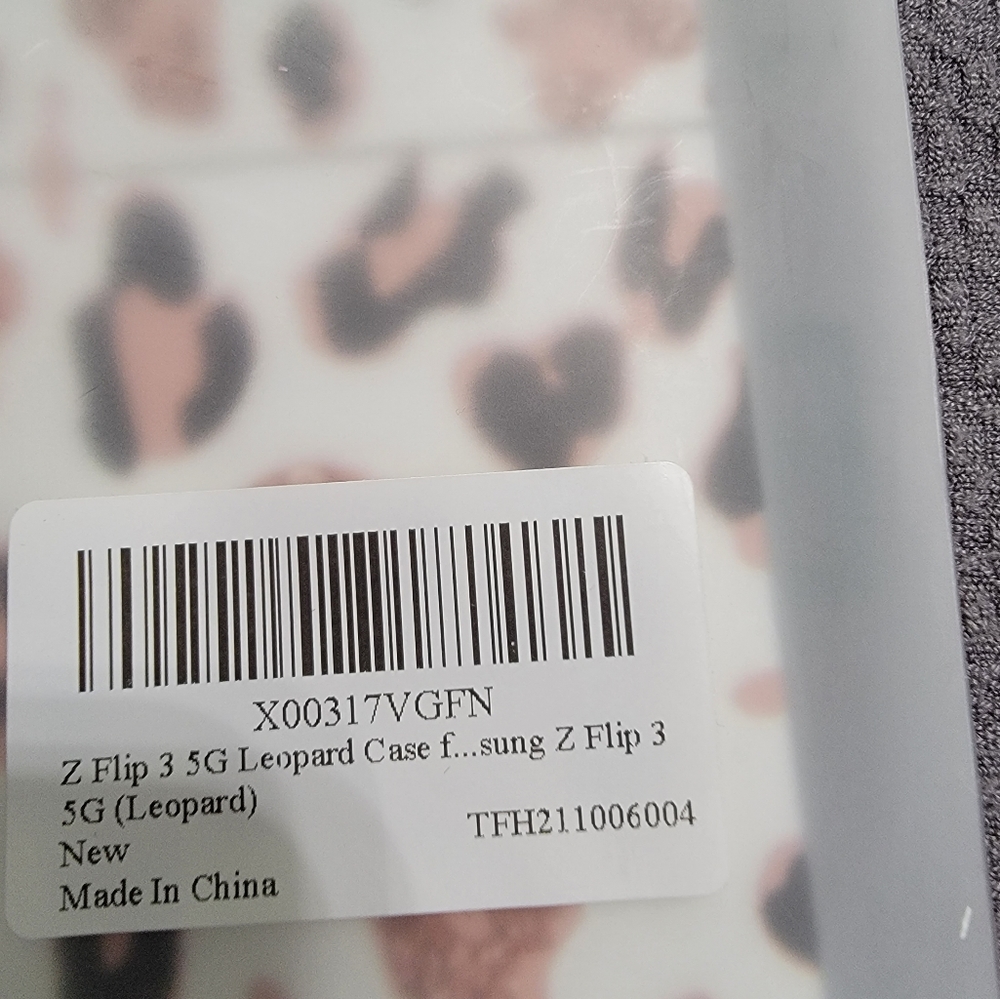 X00317VGFN
Z Flip 3 5G Leopard Case f...sung Z Flip 3
5G (Leopard)
TFH211006004
New
Made In China